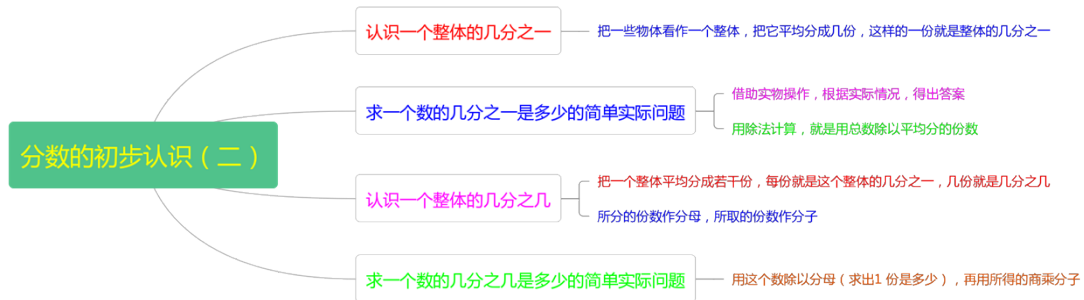 分数的初步认识（二）
认识一个整体的几分之一
把一些物体看作一个整体，把它平均分成几份，这样的一份就是整体的几分之一
求一个数的几分之一是多少的简单实际问题
借助实物操作，根据实际情况，得出答案
用除法计算，就是用总数除以平均分的份数
认识一个整体的几分之几
把一个整体平均分成若干份，每份就是这个整体的几分之一，几份就是几分之几
所分的份数作分母，所取的份数作分子
求一个数的几分之几是多少的简单实际问题
用这个数除以分母（求出1 份是多少），再用所得的商乘分子